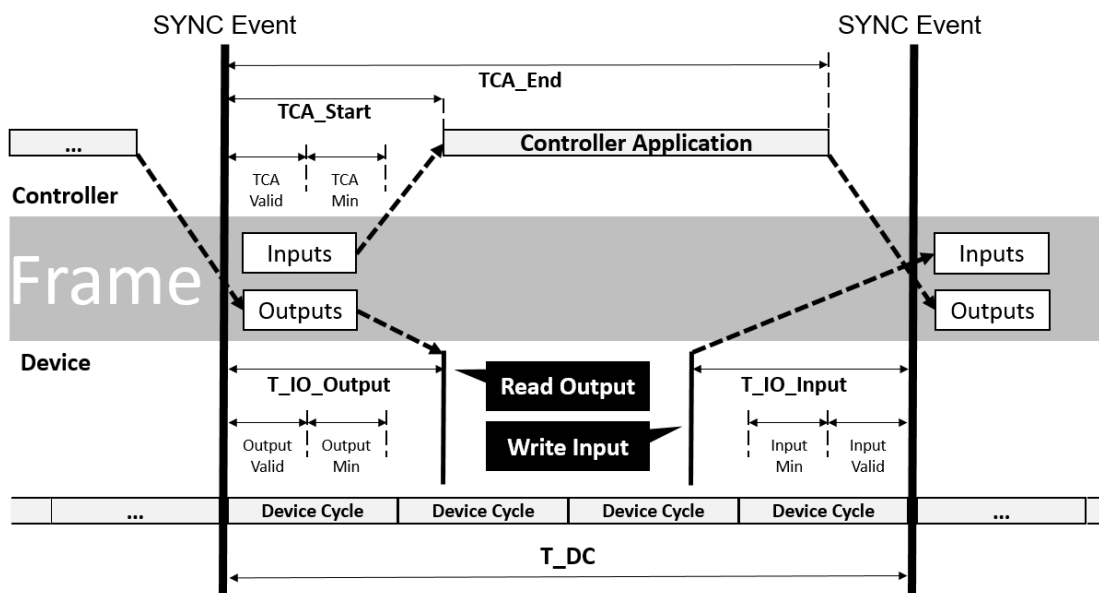 SYNC Event
SYNC Event
TCA_End
TCA_Start
...
Controller Application
TCA
Valid
TCA
Min
Controller
Frame
Inputs
Inputs
Outputs
Outputs
Device
T_IO_Output
Read Output
T_IO_Input
Write Input
Output
Valid
Output
Min
Input
Min
Input
Valid
...
Device Cycle
Device Cycle
Device Cycle
Device Cycle
...
T_DC